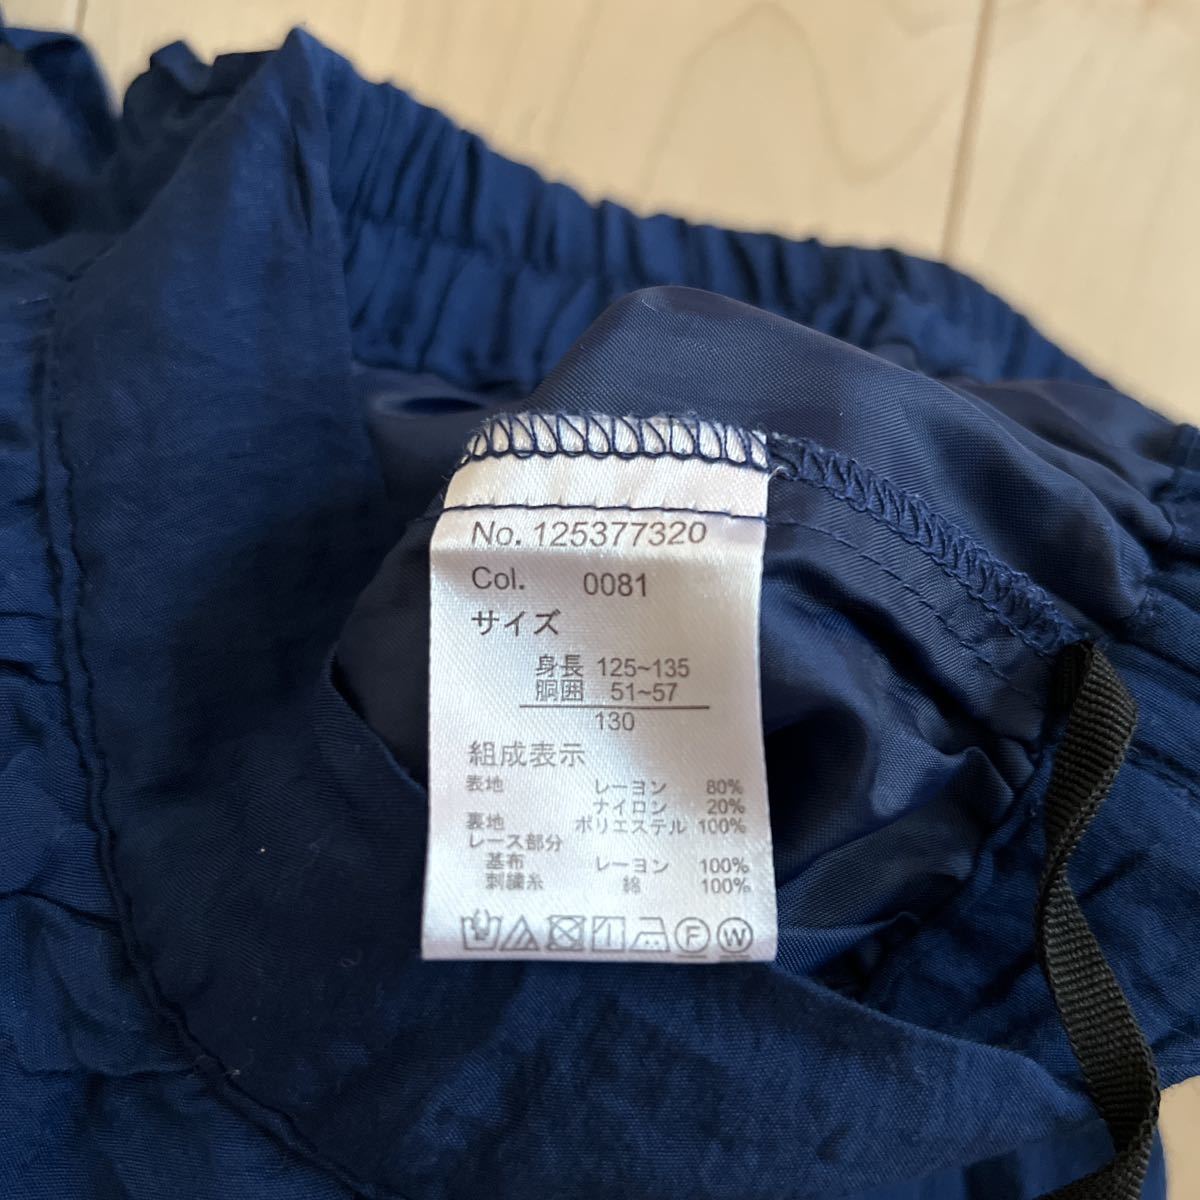 No. 125377320
Col. 0081
サイズ
身長 125~135
胴囲 51~57
130
組成表示
表地 レーヨン 80%
ナイロン 20%
裏地 ポリエステル 100%
レース部分
基布 レーヨン 100%
刺繍糸 綿 100%
F W